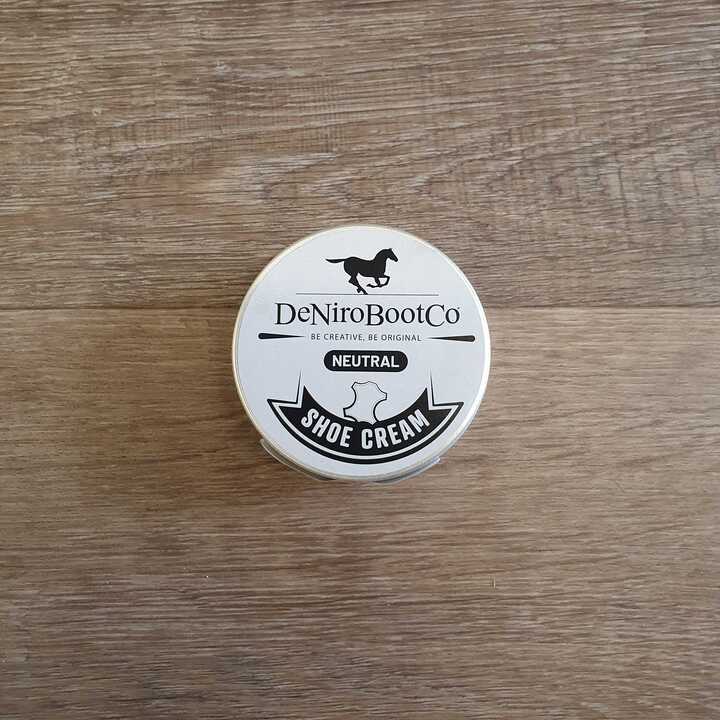 DeNiroBootCo
BE CREATIVE, BE ORIGINAL
NEUTRAL
SHOE CREAM